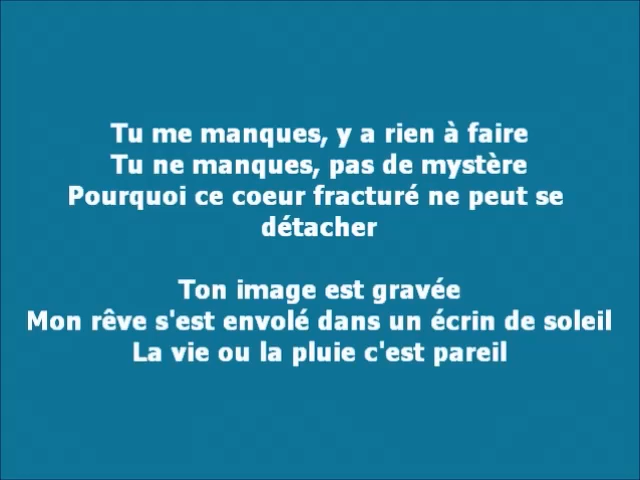 Tu me manques, y a rien à faire
Tu ne manques, pas de mystère
Pourquoi ce coeur fracturé ne peut se
détacher
Ton image est gravée
Mon rêve s'est envolé dans un écrin de soleil
La vie ou la pluie c'est pareil